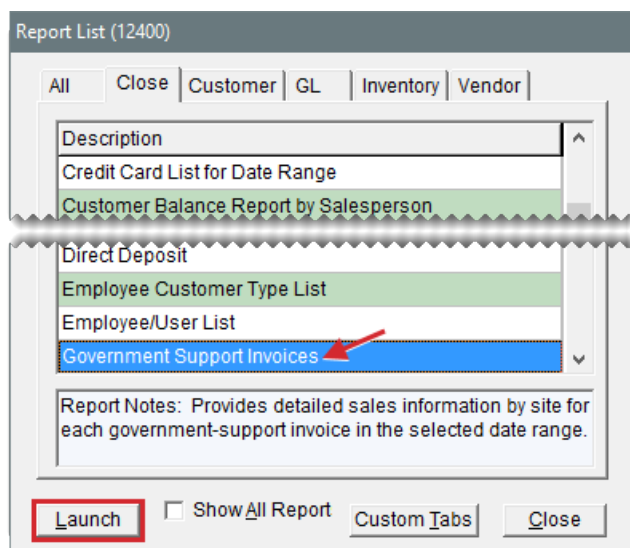 Report List (12400)
All Close Customer GL Inventory Vendor
Description
Credit Card List for Date Range
Customer Balance Report by Salesperson
Direct Deposit
Employee Customer Type List
Employee/User List
Government Support Invoices
Report Notes: Provides detailed sales information by site for
each government-support invoice in the selected date range.
Launch Show All Report Custom Tabs Close